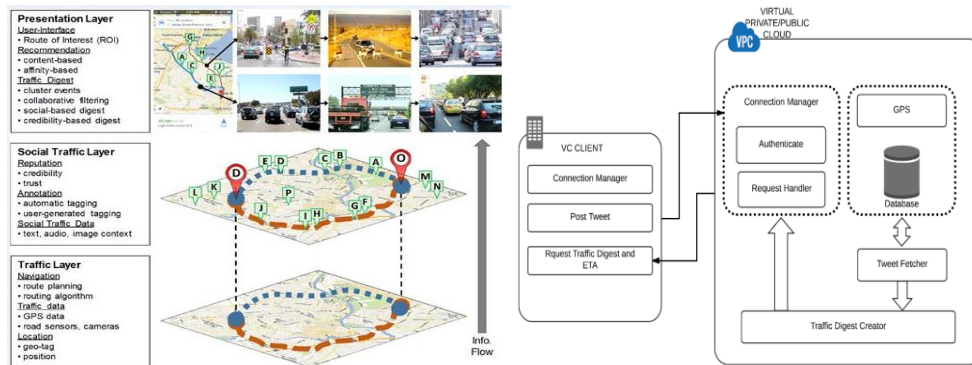 Presentation Layer
User-Interface
• Route of Interest (ROI)
Recommendation
• content-based
• affinity-based
Traffic Digest
• cluster events
• collaborative filtering
• social-based digest
• credibility-based digest
G
H
A
C
J
E
Social Traffic Layer
Reputation
• credibility
• trust
Annotation
• automatic tagging
• user-generated tagging
Social Traffic Data
• text, audio, image context
E D C B A O
D
L K P M N
J I H G F
Traffic Layer
Navigation
• route planning
• routing algorithm
Traffic data
• GPS data
• road sensors, cameras
Location
• geo-tag
• position
Info.
Flow
VC CLIENT
Connection Manager
Post Tweet
Rquest Traffic Digest and
ETA
VIRTUAL
PRIVATE/PUBLIC
CLOUD
VPC
Connection Manager
Authenticate
Request Handler
GPS
Database
Tweet Fetcher
Traffic Digest Creator